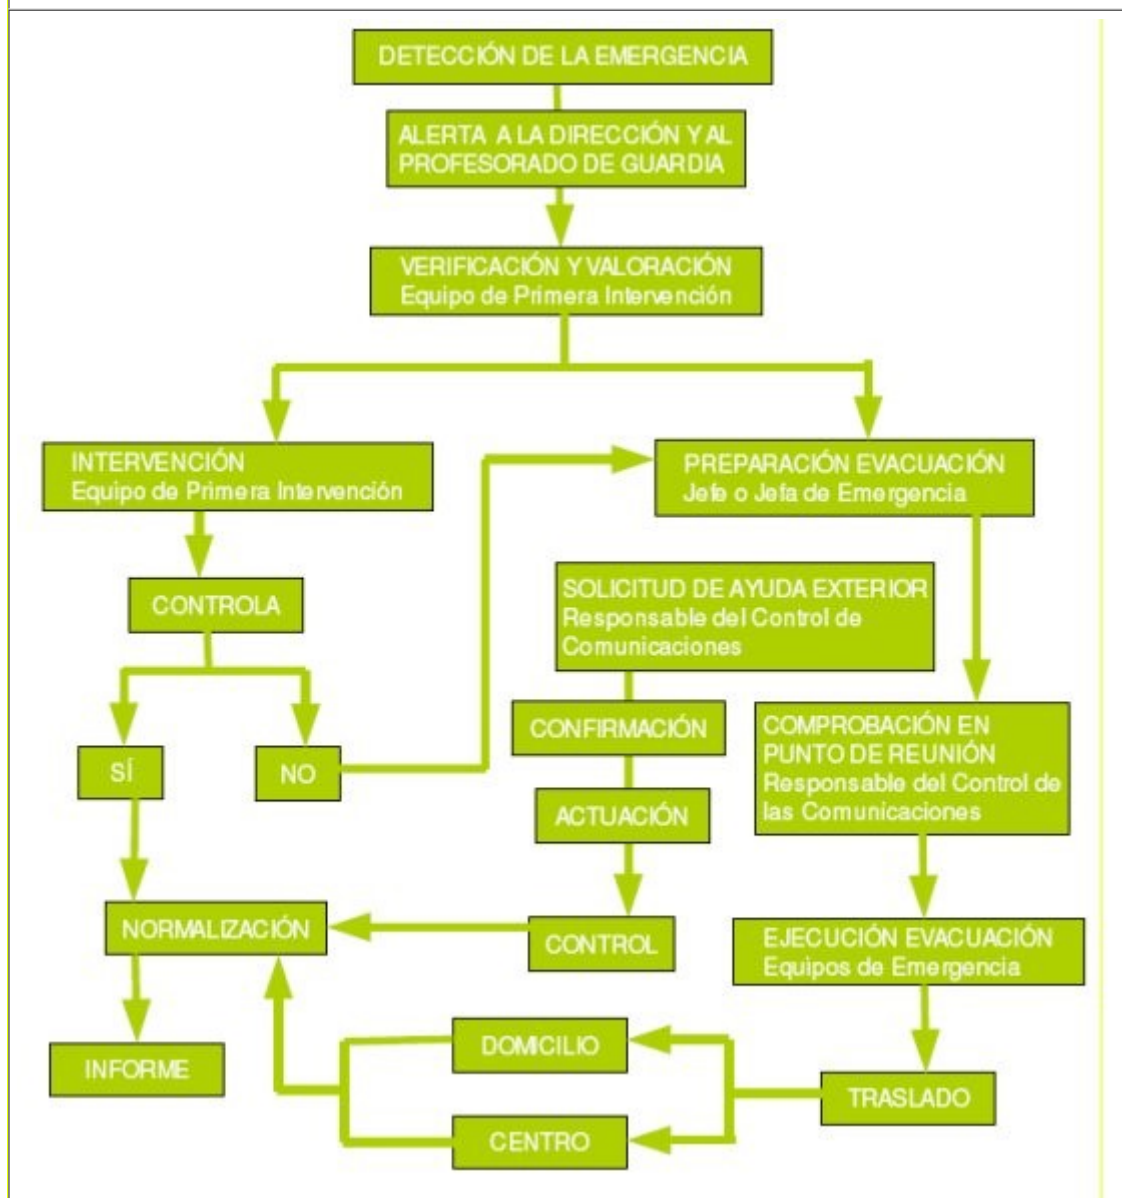 DETECCIÓN DE LA EMERGENCIA
ALERTA A LA DIRECCIÓN Y AL
PROFESORADO DE GUARDIA
VERIFICACIÓN Y VALORACIÓN
Equipo de Primera Intervención
INTERVENCIÓN
Equipo de Primera Intervención
PREPARACIÓN EVACUACIÓN
Jefe o Jefa de Emergencia
CONTROLA
SOLICITUD DE AYUDA EXTERIOR
Responsable del Control de
Comunicaciones
SÍ
NO
CONFIRMACIÓN
COMPROBACIÓN EN
PUNTO DE REUNIÓN
Responsable del Control de
las Comunicaciones
ACTUACIÓN
NORMALIZACIÓN
CONTROL
EJECUCIÓN EVACUACIÓN
Equipos de Emergencia
INFORME
DOMICILIO
TRASLADO
CENTRO